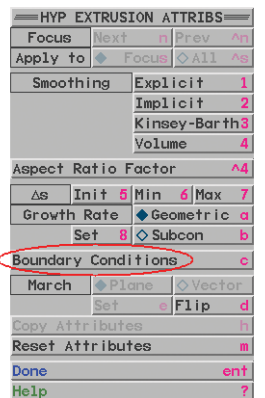 HYP EXTRUSION ATTRIBS
Focus Next n Prev ^n
Apply to Focus All ^s
Smoothing Explicit 1
Implicit 2
Kinsey-Barth 3
Volume 4
Aspect Ratio Factor ^4
Δs Init 5 Min 6 Max 7
Growth Rate Geometric a
Set 8 Subcon b
Boundary Conditions c
March Plane Vector
Set e Flip d
Copy Attributes h
Reset Attributes m
Done ent
Help ?